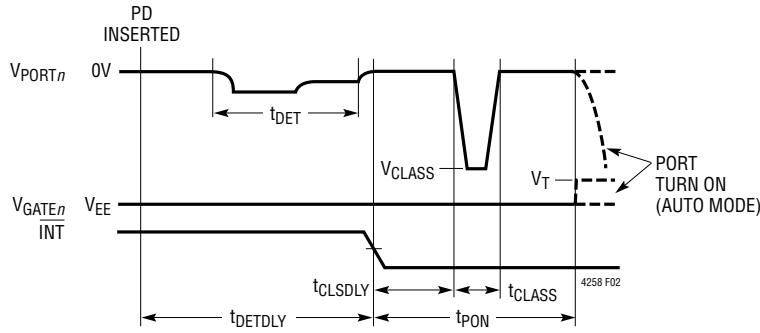 PD
INSERTED
VPORTn 0V
tDET
VCLASS
VT
PORT
TURN ON
(AUTO MODE)
VGATEn VEE
INT
tCLSDLY
tCLASS
4258 F02
tDETDLY
tPON